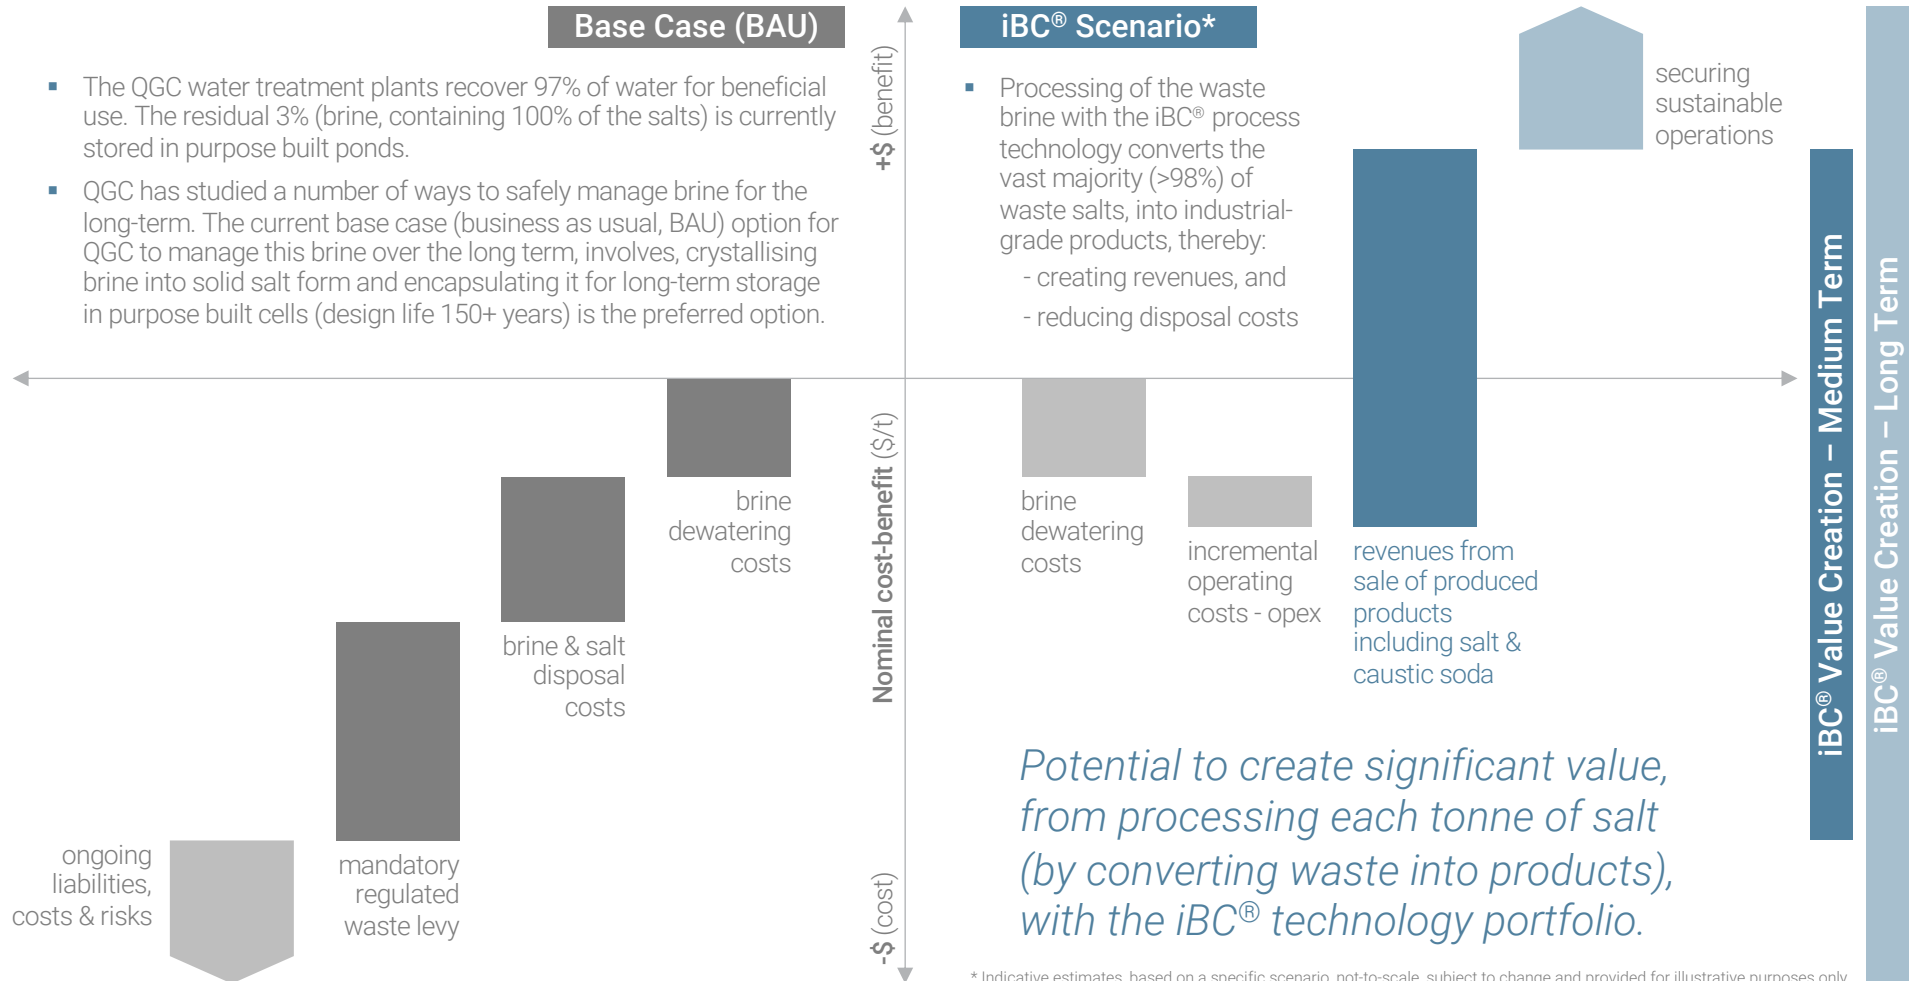 Base Case (BAU)
▪ The QGC water treatment plants recover 97% of water for beneficial
use. The residual 3% (brine, containing 100% of the salts) is currently
stored in purpose built ponds.
▪ QGC has studied a number of ways to safely manage brine for the
long-term. The current base case (business as usual, BAU) option for
QGC to manage this brine over the long term, involves, crystallising
brine into solid salt form and encapsulating it for long-term storage
in purpose built cells (design life 150+ years) is the preferred option.
+$ (benefit)
Nominal cost-benefit ($/t)
-$ (cost)
brine
dewatering
costs
brine & salt
disposal
costs
mandatory
regulated
waste levy
ongoing
liabilities,
costs & risks
iBC® Scenario*
▪ Processing of the waste
brine with the iBC® process
technology converts the
vast majority (>98%) of
waste salts, into industrial-
grade products, thereby:
- creating revenues, and
- reducing disposal costs
securing
sustainable
operations
brine
dewatering
costs
incremental
operating
costs - opex
revenues from
sale of produced
products
including salt &
caustic soda
iBC® Value Creation – Medium Term
iBC® Value Creation – Long Term
Potential to create significant value,
from processing each tonne of salt
(by converting waste into products),
with the iBC® technology portfolio.
* Indicative estimates, based on a specific scenario, not-to-scale, subject to change and provided for illustrative purposes only